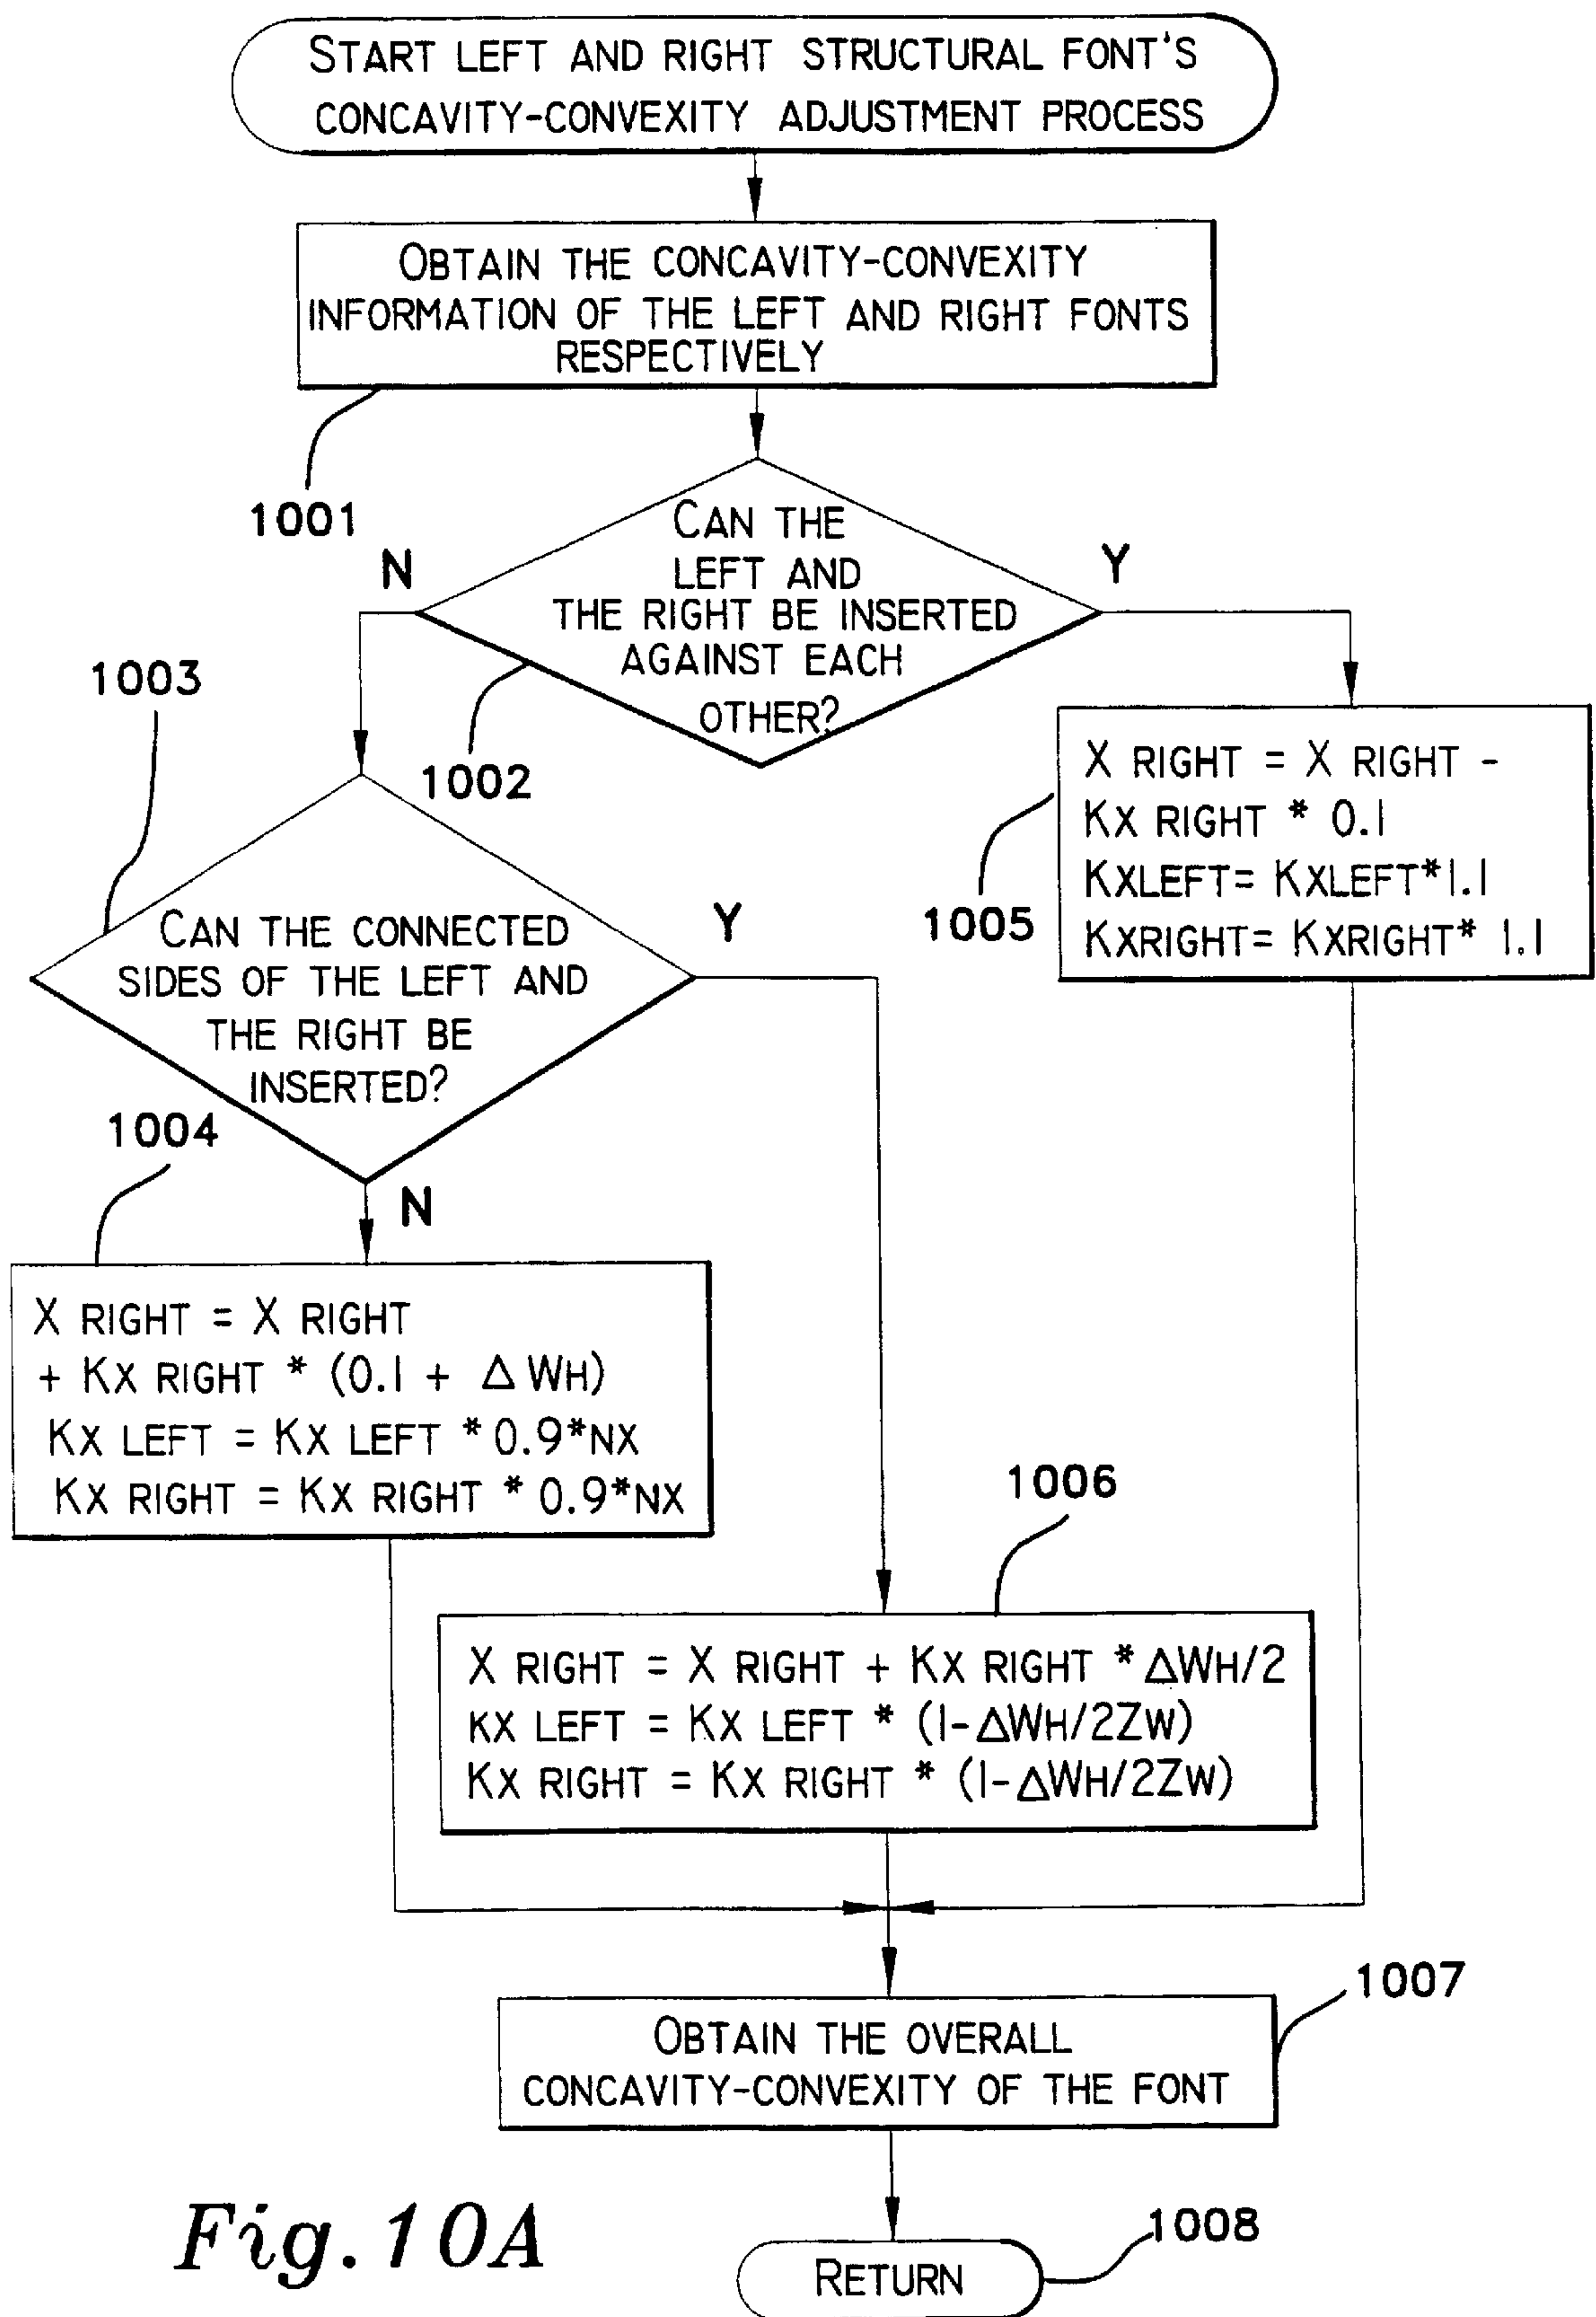 START LEFT AND RIGHT STRUCTURAL FONT'S
CONCAVITY-CONVEXITY ADJUSTMENT PROCESS
OBTAIN THE CONCAVITY-CONVEXITY
INFORMATION OF THE LEFT AND RIGHT FONTS
RESPECTIVELY
1001
CAN THE
LEFT AND
THE RIGHT BE INSERTED
AGAINST EACH
OTHER?
N
Y
1002
1003
X RIGHT = X RIGHT -
KX RIGHT * 0.1
KXLEFT= KXLEFT*1.1
KXRIGHT= KXRIGHT* 1.1
1005
CAN THE CONNECTED
SIDES OF THE LEFT AND
THE RIGHT BE
INSERTED?
Y
N
1004
X RIGHT = X RIGHT
+ KX RIGHT * (0.1 + ΔWH)
KX LEFT = KX LEFT *0.9*NX
KX RIGHT = KX RIGHT *0.9*NX
1006
X RIGHT = X RIGHT + KX RIGHT *ΔWH/2
KX LEFT = KX LEFT * (1-ΔWH/2ZW)
KX RIGHT = KX RIGHT * (1-ΔWH/2ZW)
OBTAIN THE OVERALL
CONCAVITY-CONVEXITY OF THE FONT
1007
RETURN
1008
Fig. 10A